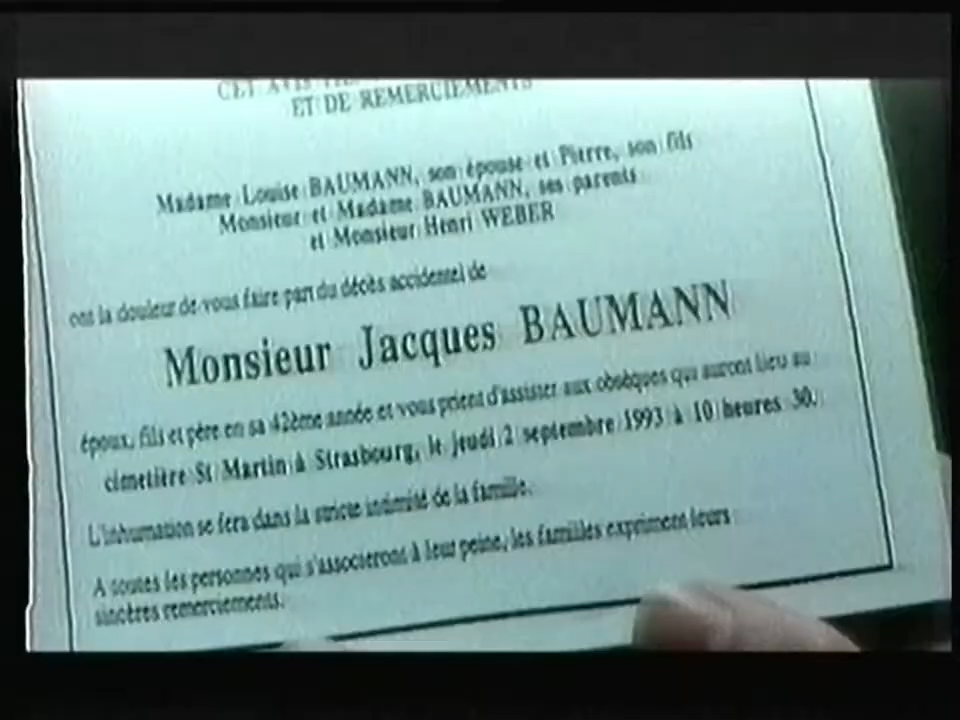 CET AVIS
ET DE REMERCIEMENTS
Madame Louise BAUMANN, son épouse et Pierre, son fils
Monsieur et Madame BAUMANN, ses parents
et Monsieur Henri WEBER
ont la douleur de vous faire part du décès accidentel de
Monsieur Jacques BAUMANN
époux, fils et père en sa 42ème année et vous prient d'assister aux obsèques qui auront lieu au
cimetière St Martin à Strasbourg, le jeudi 2 septembre 1993 à 10 heures 30.
L'inhumation se fera dans la stricte intimité de la famille.
A toutes les personnes qui s'associeront à leur peine, les familles expriment leurs
sincères remerciements.